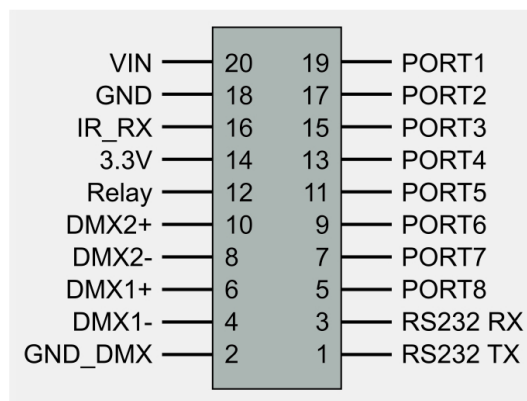 VIN 20 19 PORT1
GND 18 17 PORT2
IR_RX 16 15 PORT3
3.3V 14 13 PORT4
Relay 12 11 PORT5
DMX2+ 10 9 PORT6
DMX2- 8 7 PORT7
DMX1+ 6 5 PORT8
DMX1- 4 3 RS232 RX
GND_DMX 2 1 RS232 TX